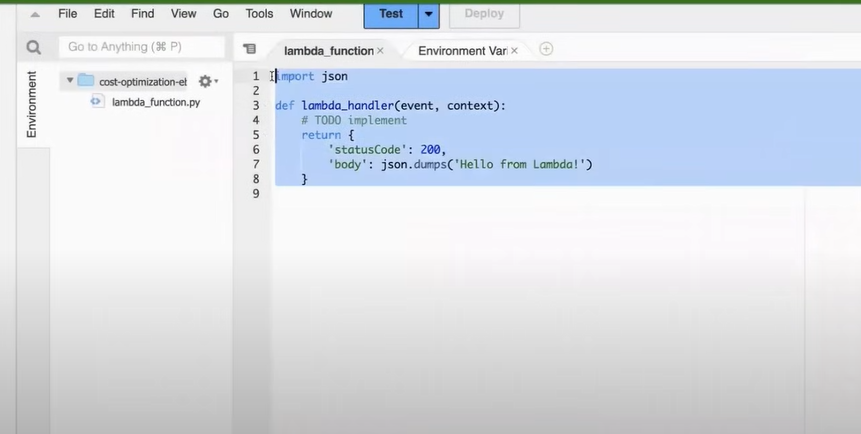 File Edit Find View Go Tools Window Test Deploy
Go to Anything (⌘ P)
lambda_function × Environment Var ×
Environment
cost-optimization-eb
lambda_function.py
1 import json
2
3 def lambda_handler(event, context):
4 # TODO implement
5 return {
6 'statusCode': 200,
7 'body': json.dumps('Hello from Lambda!')
8 }
9